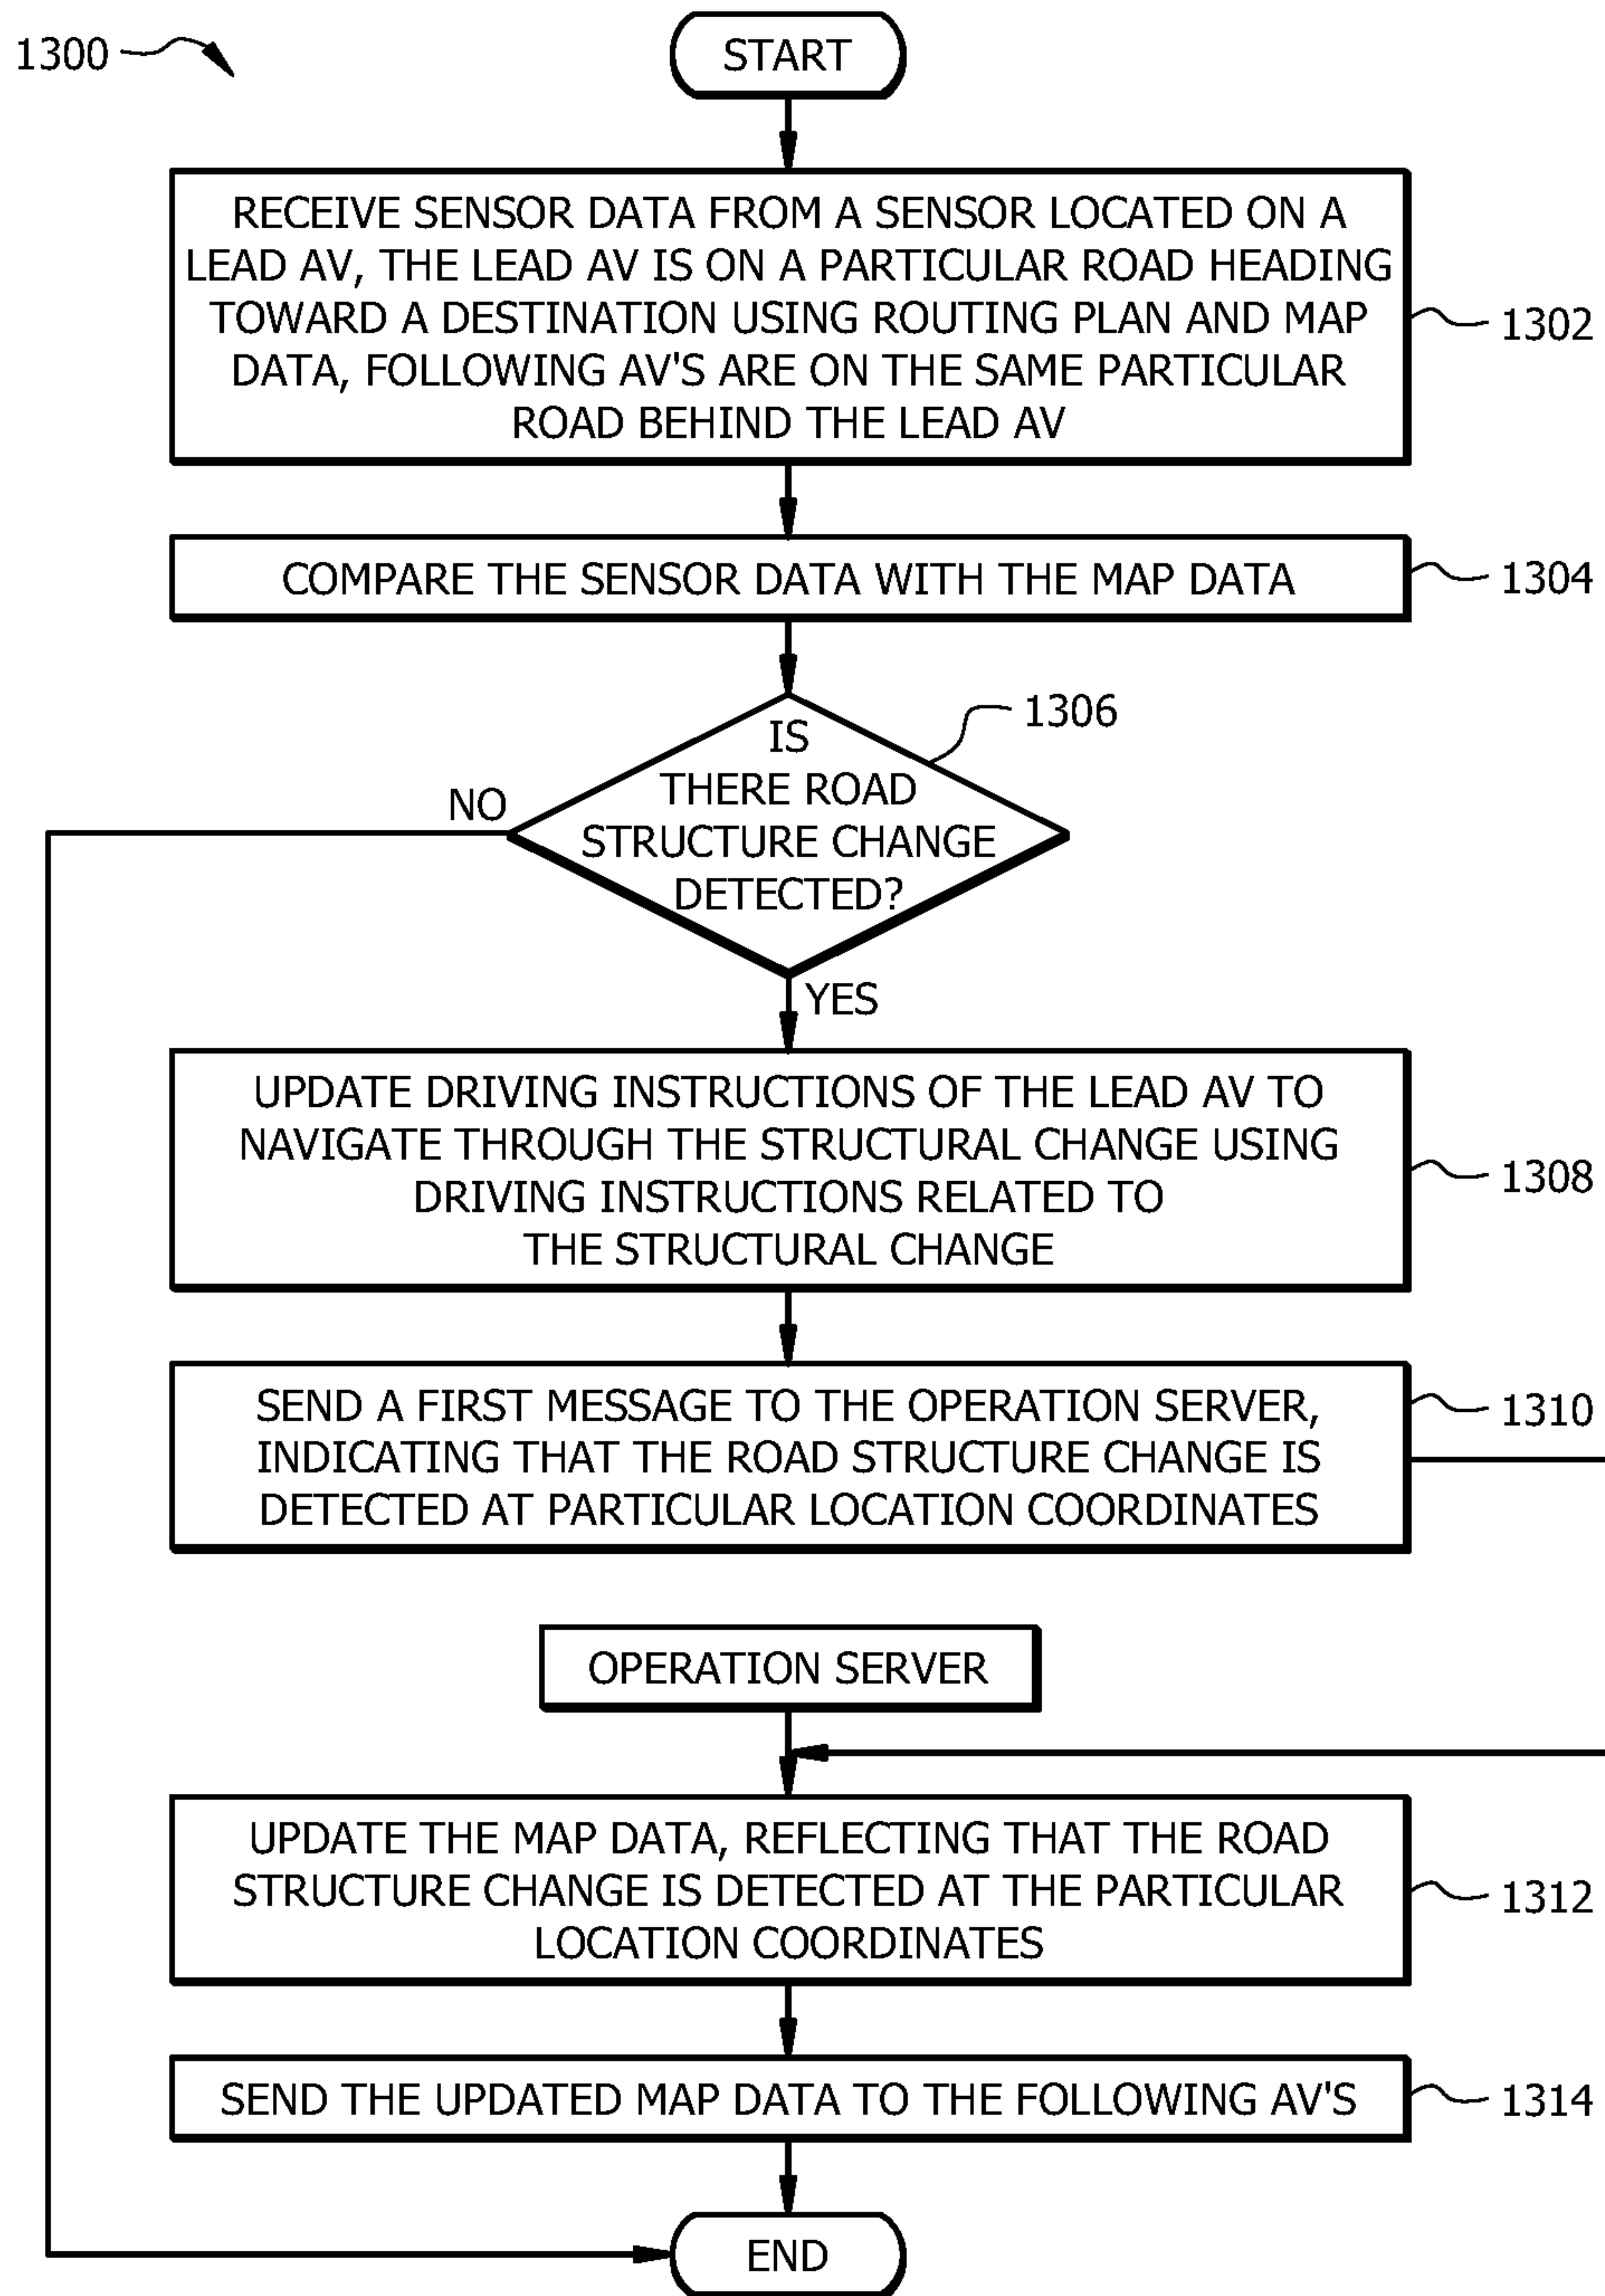 1300
START
RECEIVE SENSOR DATA FROM A SENSOR LOCATED ON A
LEAD AV, THE LEAD AV IS ON A PARTICULAR ROAD HEADING
TOWARD A DESTINATION USING ROUTING PLAN AND MAP
DATA, FOLLOWING AV'S ARE ON THE SAME PARTICULAR
ROAD BEHIND THE LEAD AV
1302
COMPARE THE SENSOR DATA WITH THE MAP DATA
1304
IS
THERE ROAD
STRUCTURE CHANGE
DETECTED?
1306
NO
YES
UPDATE DRIVING INSTRUCTIONS OF THE LEAD AV TO
NAVIGATE THROUGH THE STRUCTURAL CHANGE USING
DRIVING INSTRUCTIONS RELATED TO
THE STRUCTURAL CHANGE
1308
SEND A FIRST MESSAGE TO THE OPERATION SERVER,
INDICATING THAT THE ROAD STRUCTURE CHANGE IS
DETECTED AT PARTICULAR LOCATION COORDINATES
1310
OPERATION SERVER
UPDATE THE MAP DATA, REFLECTING THAT THE ROAD
STRUCTURE CHANGE IS DETECTED AT THE PARTICULAR
LOCATION COORDINATES
1312
SEND THE UPDATED MAP DATA TO THE FOLLOWING AV'S
1314
END